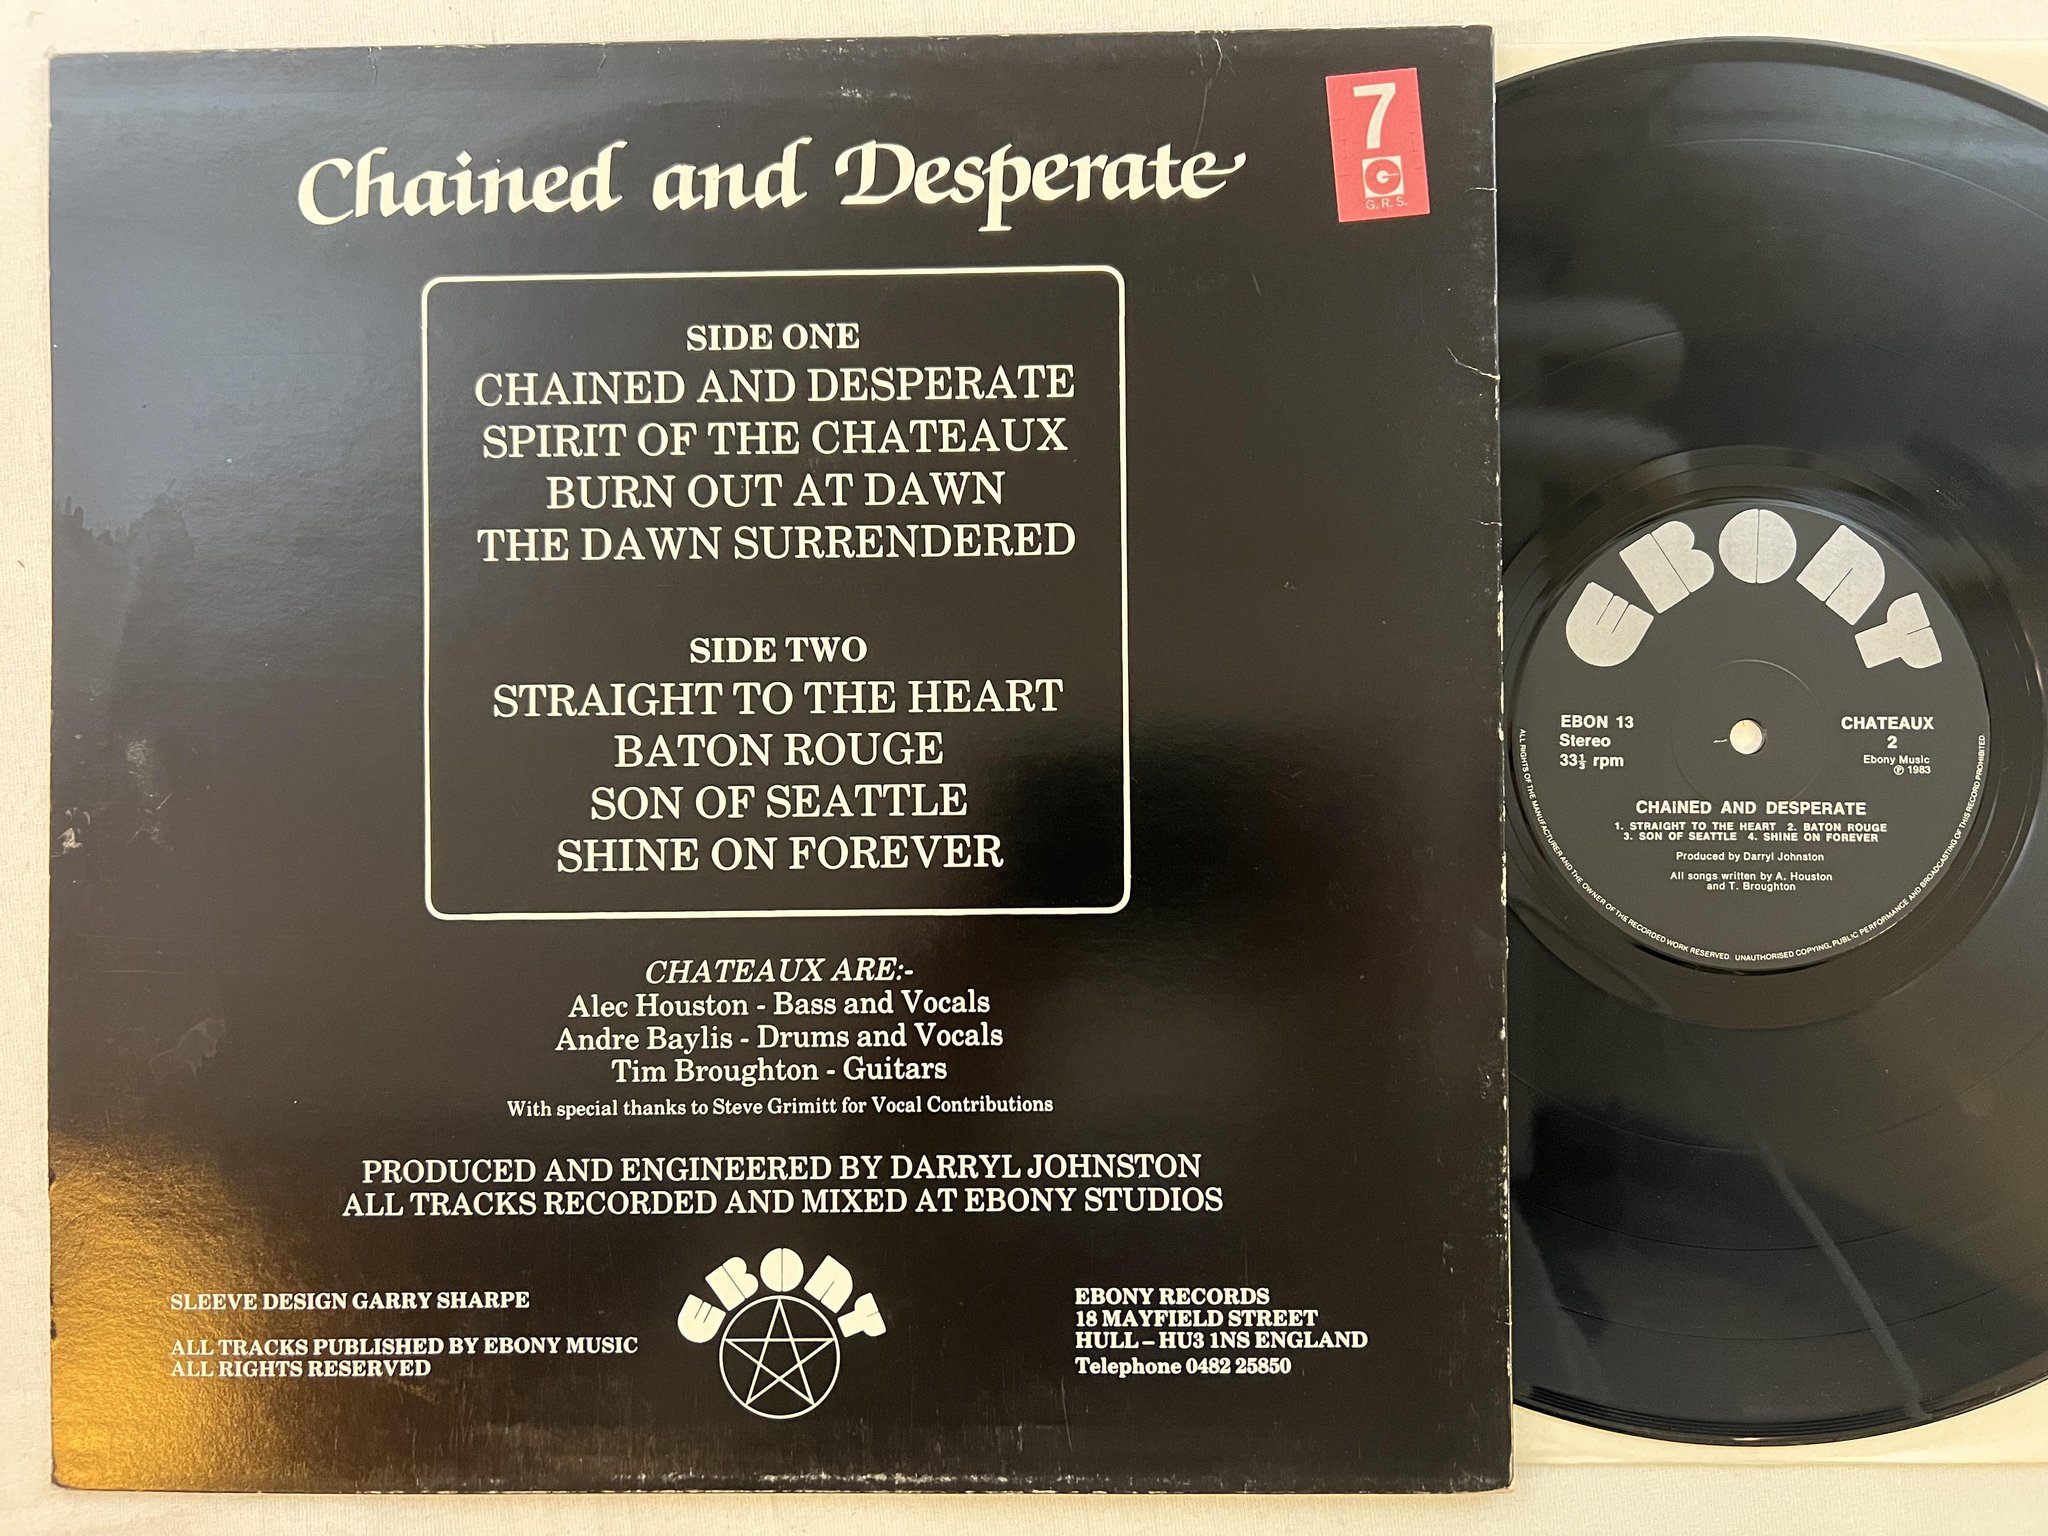 Chained and Desperate
7
G
G. R. S.
SIDE ONE
CHAINED AND DESPERATE
SPIRIT OF THE CHATEAUX
BURN OUT AT DAWN
THE DAWN SURRENDERED
SIDE TWO
STRAIGHT TO THE HEART
BATON ROUGE
SON OF SEATTLE
SHINE ON FOREVER
CHATEAUX ARE:-
Alec Houston - Bass and Vocals
Andre Baylis - Drums and Vocals
Tim Broughton - Guitars
With special thanks to Steve Grimitt for Vocal Contributions
PRODUCED AND ENGINEERED BY DARRYL JOHNSTON
ALL TRACKS RECORDED AND MIXED AT EBONY STUDIOS
SLEEVE DESIGN GARRY SHARPE
ALL TRACKS PUBLISHED BY EBONY MUSIC
ALL RIGHTS RESERVED
EBONY
EBONY RECORDS
18 MAYFIELD STREET
HULL – HU3 1NS ENGLAND
Telephone 0482 25850
EBONY
EBON 13
Stereo
33⅓ rpm
CHATEAUX
2
Ebony Music
℗ 1983
CHAiNED AND DESPERATE
1. STRAIGHT TO THE HEART 2. BATON ROUGE
3. SON OF SEATTLE 4. SHINE ON FOREVER
Produced by Darryl Johnston
All songs written by A. Houston
and T. Broughton
ALL RIGHTS OF THE MANUFACTURER AND THE OWNER OF THE RECORDED WORK RESERVED. UNAUTHORISED COPYING, PUBLIC PERFORMANCE AND BROADCASTING OF THIS RECORD PROHIBITED.